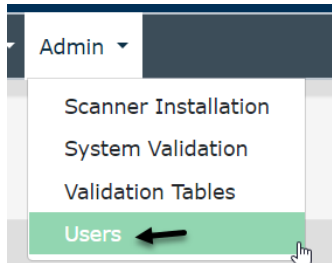 Admin
Scanner Installation
System Validation
Validation Tables
Users